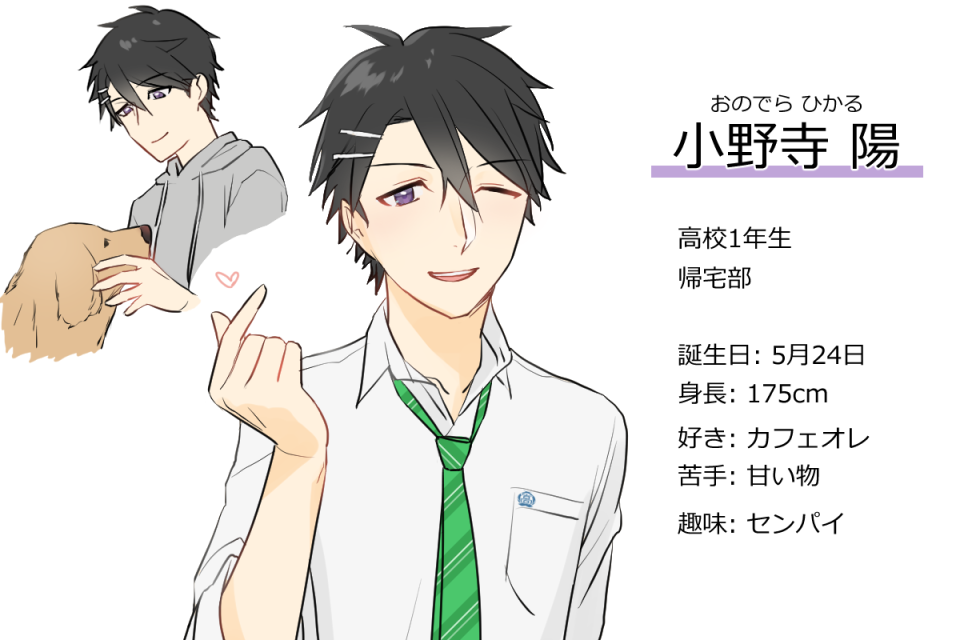 おのでら ひかる
小野寺 陽
高校1年生
帰宅部
誕生日: 5月24日
身長: 175cm
好き: カフェオレ
苦手: 甘い物
趣味: センパイ